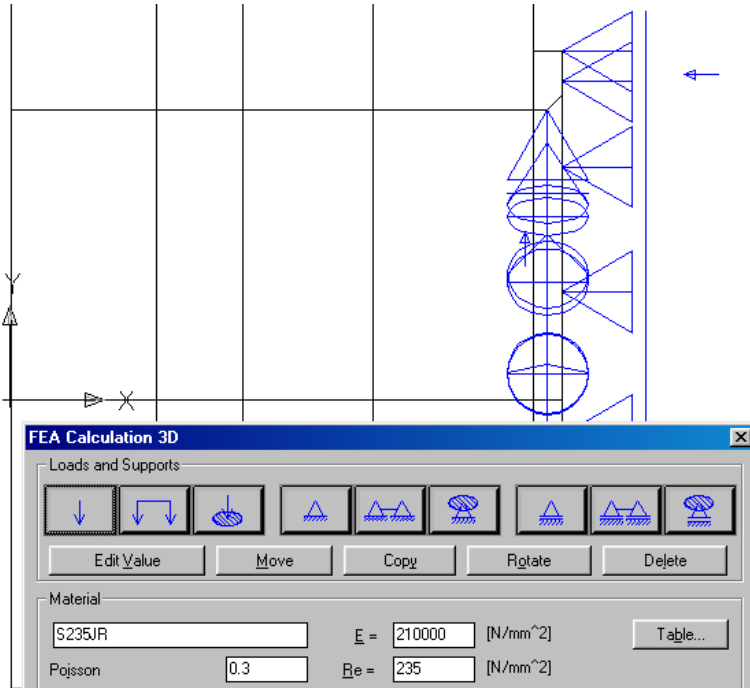 Y
X
FEA Calculation 3D
Loads and Supports
Edit Value Move Copy Rotate Delete
Material
S235JR E = 210000 [N/mm^2] Table...
Poisson 0.3 Re = 235 [N/mm^2]